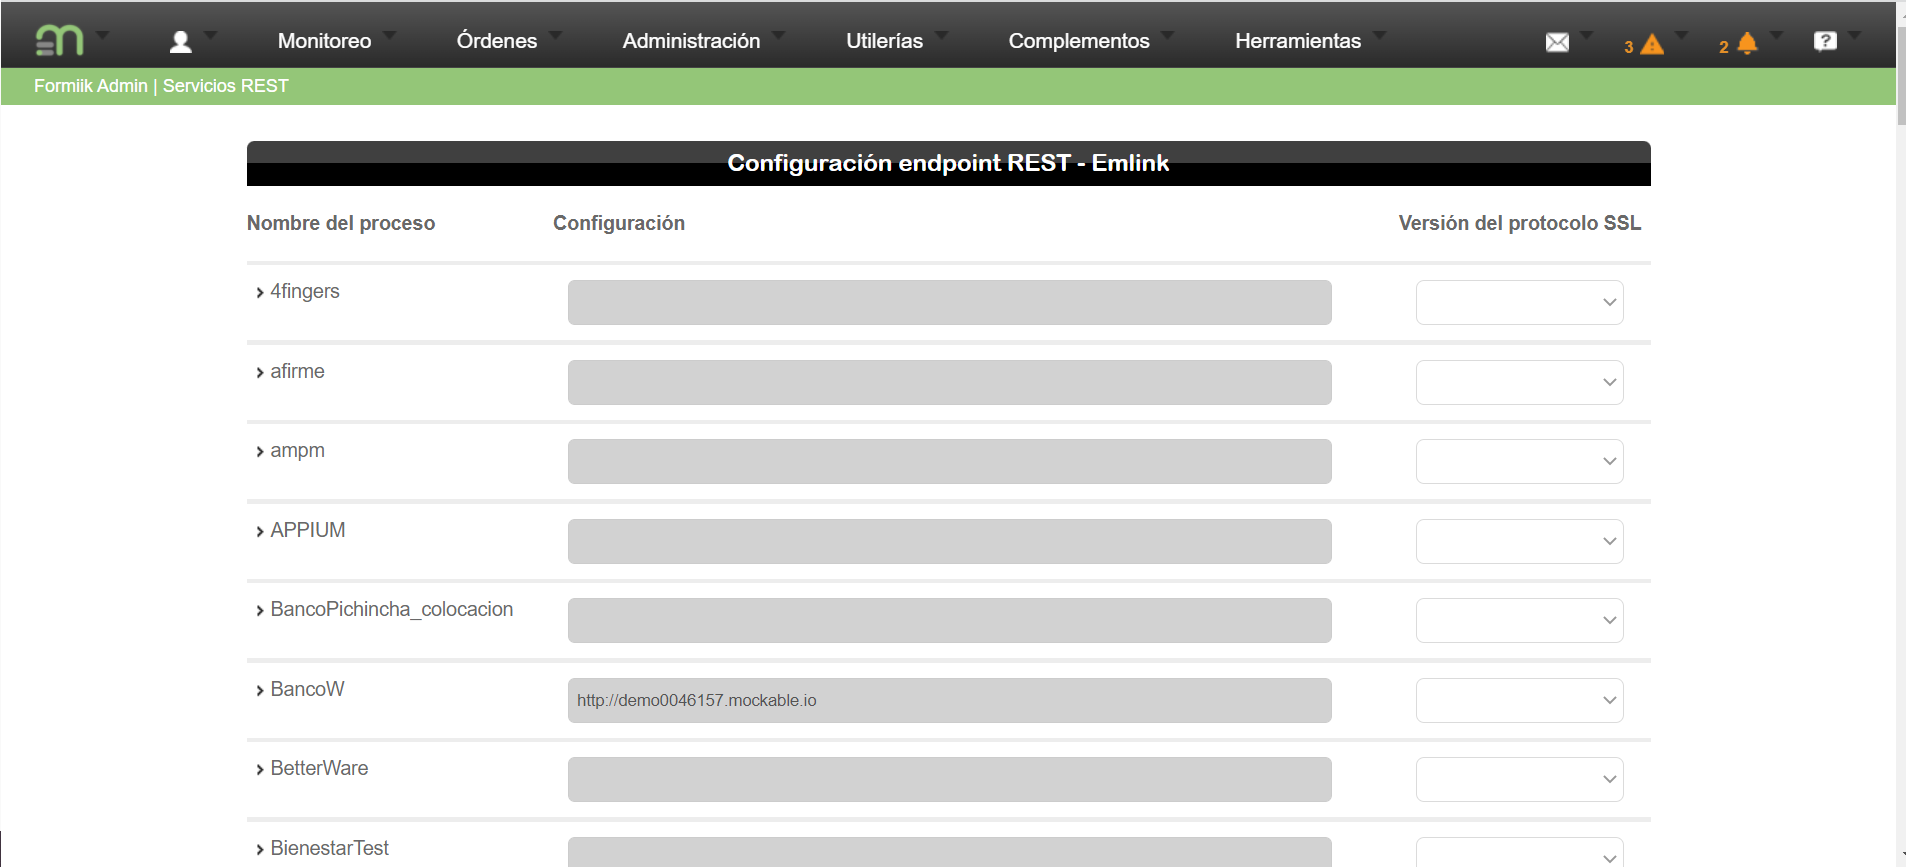 Monitoreo Órdenes Administración Utilerías Complementos Herramientas 3 2 ?
Formiik Admin | Servicios REST
Configuración endpoint REST - Emlink
Nombre del proceso Configuración Versión del protocolo SSL
4fingers
afirme
ampm
APPIUM
BancoPichincha_colocacion
BancoW http://demo0046157.mockable.io
BetterWare
BienestarTest